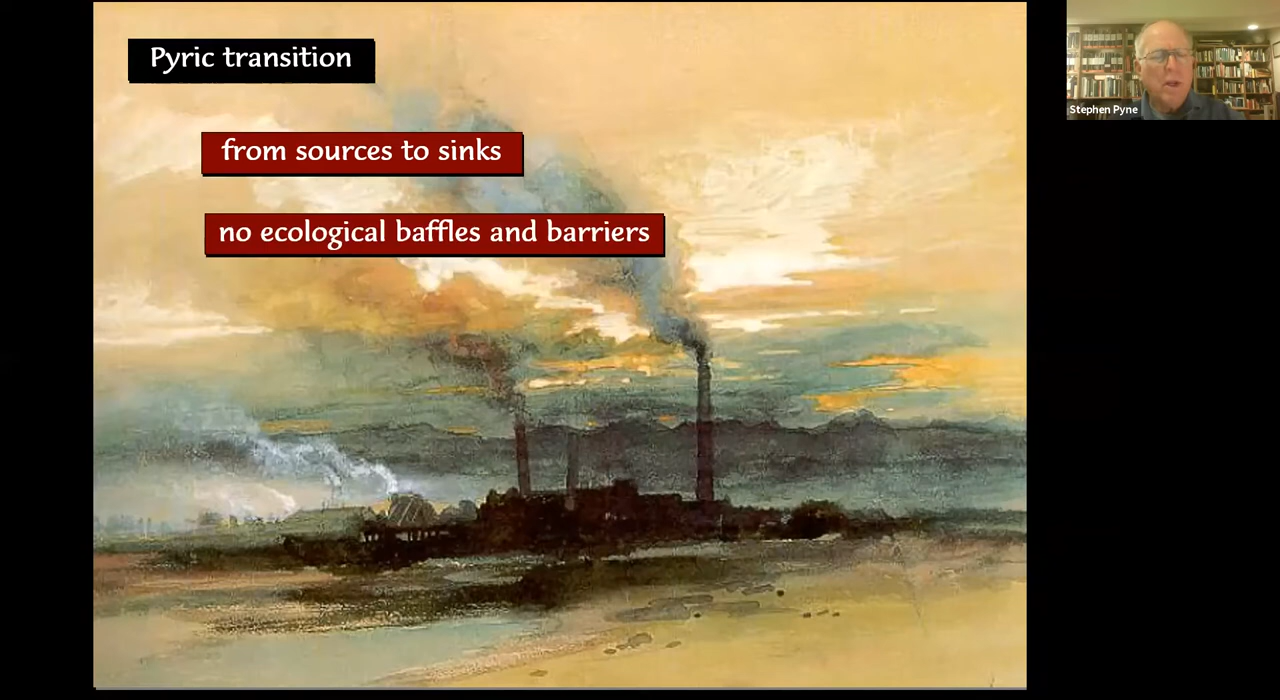 Pyric transition
from sources to sinks
no ecological baffles and barriers
Stephen Pyne